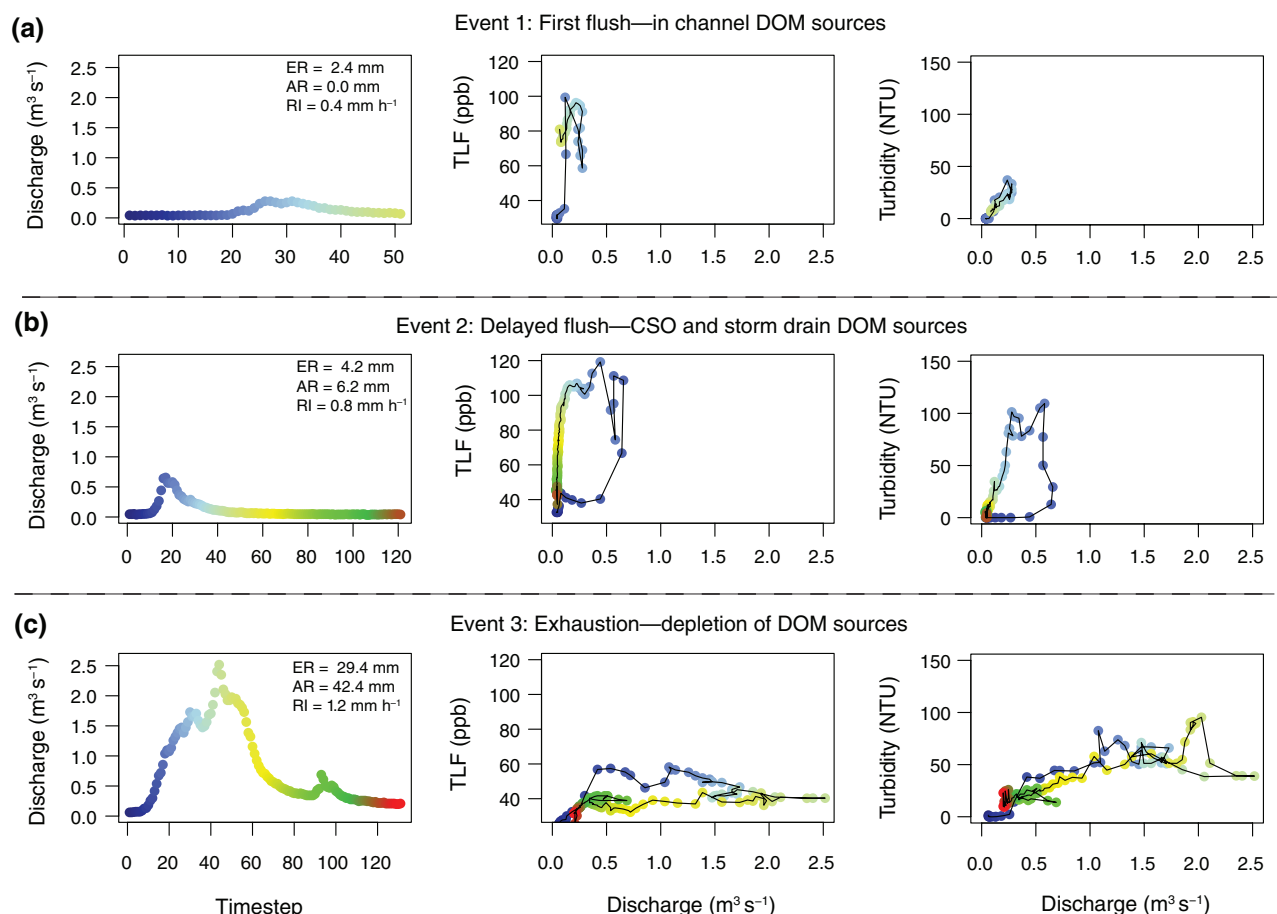 (a)
Event 1: First flush—in channel DOM sources
Discharge (m³ s⁻¹)
2.5
2.0
1.5
1.0
0.5
0.0
ER = 2.4 mm
AR = 0.0 mm
RI = 0.4 mm h⁻¹
0 10 20 30 40 50
TLF (ppb)
120
100
80
60
40
0.0 0.5 1.0 1.5 2.0 2.5
Turbidity (NTU)
150
100
50
0
0.0 0.5 1.0 1.5 2.0 2.5
(b)
Event 2: Delayed flush—CSO and storm drain DOM sources
Discharge (m³ s⁻¹)
2.5
2.0
1.5
1.0
0.5
0.0
ER = 4.2 mm
AR = 6.2 mm
RI = 0.8 mm h⁻¹
0 20 40 60 80 100 120
TLF (ppb)
120
100
80
60
40
0.0 0.5 1.0 1.5 2.0 2.5
Turbidity (NTU)
150
100
50
0
0.0 0.5 1.0 1.5 2.0 2.5
(c)
Event 3: Exhaustion—depletion of DOM sources
Discharge (m³ s⁻¹)
2.5
2.0
1.5
1.0
0.5
0.0
ER = 29.4 mm
AR = 42.4 mm
RI = 1.2 mm h⁻¹
0 20 40 60 80 100 120
Timestep
TLF (ppb)
120
100
80
60
40
0.0 0.5 1.0 1.5 2.0 2.5
Discharge (m³ s⁻¹)
Turbidity (NTU)
150
100
50
0
0.0 0.5 1.0 1.5 2.0 2.5
Discharge (m³ s⁻¹)